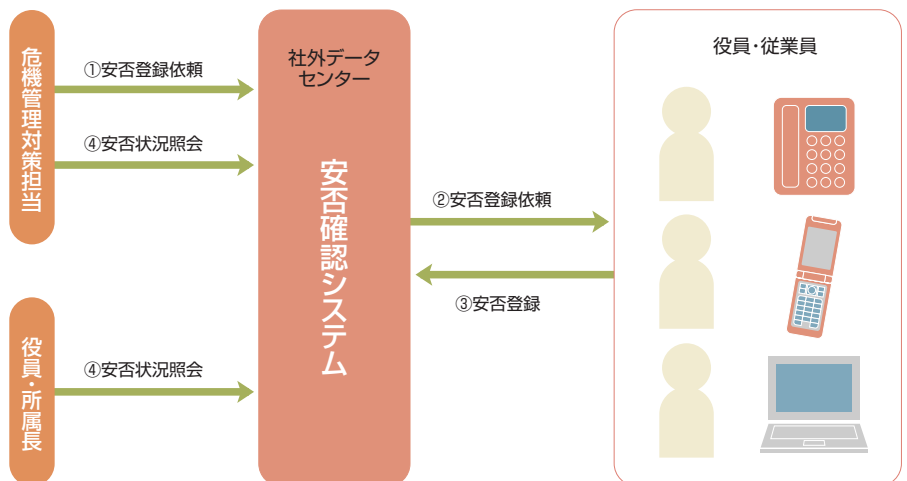 危機管理対策担当
①安否登録依頼
④安否状況照会
役員・所属長
④安否状況照会
社外データ
センター
安否確認システム
②安否登録依頼
③安否登録
役員・従業員